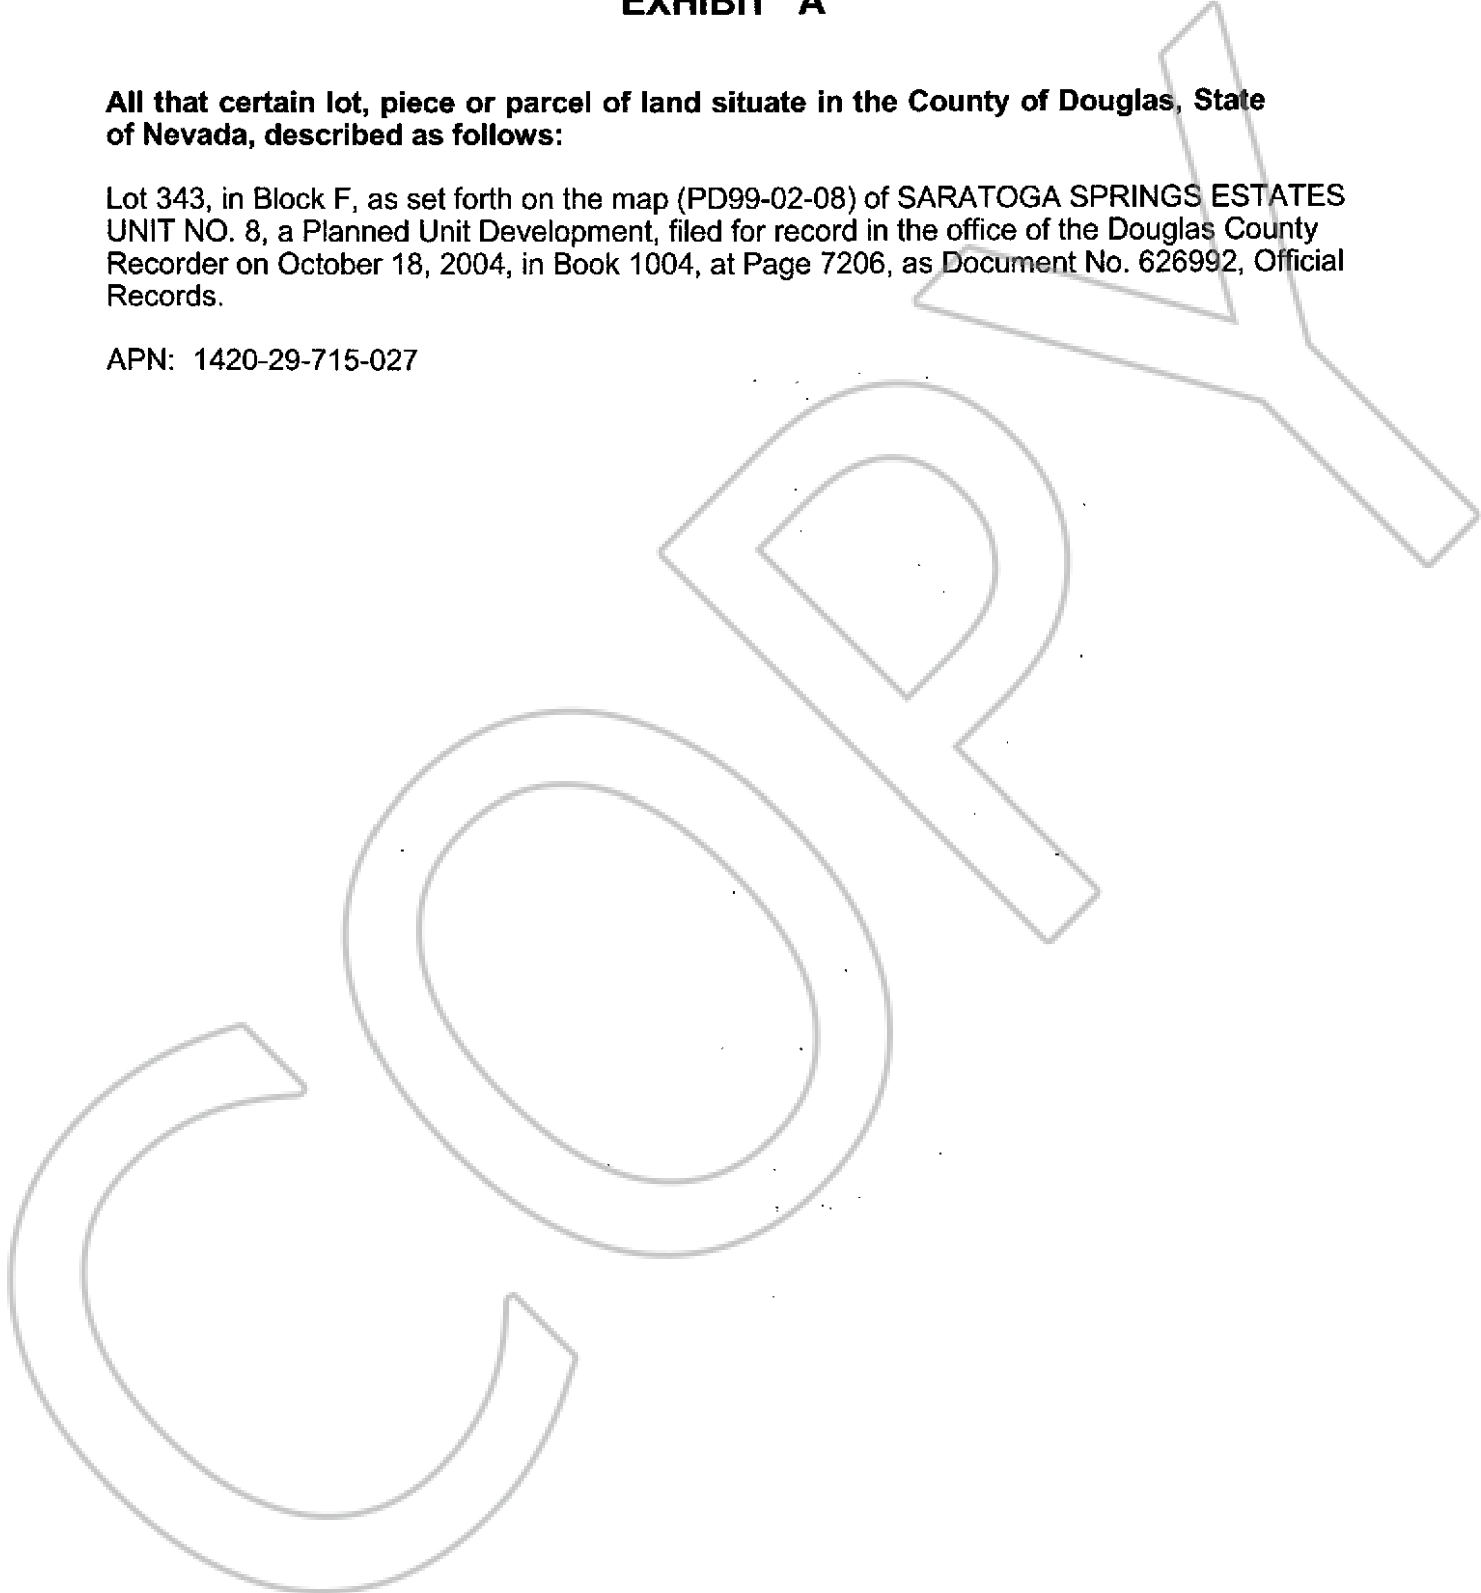 EXHIBIT "A"
All that certain lot, piece or parcel of land situate in the County of Douglas, State
of Nevada, described as follows:
Lot 343, in Block F, as set forth on the map (PD99-02-08) of SARATOGA SPRINGS ESTATES
UNIT NO. 8, a Planned Unit Development, filed for record in the office of the Douglas County
Recorder on October 18, 2004, in Book 1004, at Page 7206, as Document No. 626992, Official
Records.
APN: 1420-29-715-027
COPY